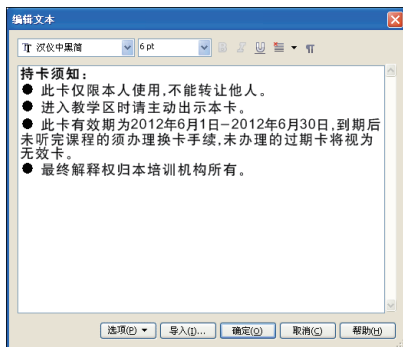 编辑文本
汉仪中黑简 6 pt B U
持卡须知：
● 此卡仅限本人使用,不能转让他人。
● 进入教学区时请主动出示本卡。
● 此卡有效期为2012年6月1日-2012年6月30日,到期后
未听完课程的须办理换卡手续,未办理的过期卡将视为
无效卡。
● 最终解释权归本培训机构所有。
选项(P) 导入(I)... 确定(O) 取消(C) 帮助(H)